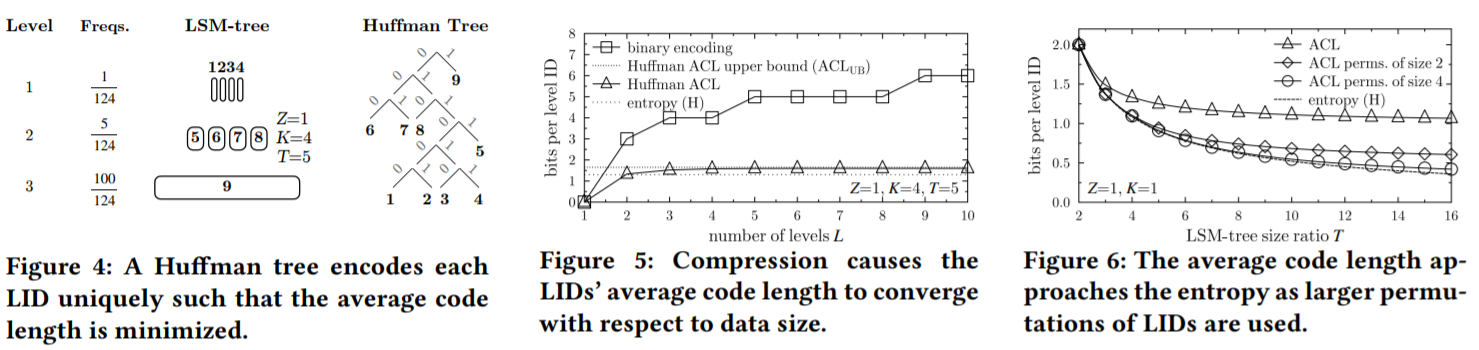 Level Freqs. LSM-tree Huffman Tree
1 1/124 1234
2 5/124 5 6 7 8 Z=1 K=4 T=5
3 100/124 9
0 1
0 1 9
0 1 0 1
6 7 8 0 1
0 1 5
0 1 0 1
1 2 3 4
Figure 4: A Huffman tree encodes each
LID uniquely such that the average code
length is minimized.
bits per level ID
8
7
6
5
4
3
2
1
0
binary encoding
Huffman ACL upper bound (ACL_UB)
Huffman ACL
entropy (H)
Z=1, K=4, T=5
1 2 3 4 5 6 7 8 9 10
number of levels L
Figure 5: Compression causes the
LIDs’ average code length to converge
with respect to data size.
bits per level ID
2.0
1.5
1.0
0.5
0.0
ACL
ACL perms. of size 2
ACL perms. of size 4
entropy (H)
Z=1, K=1
2 4 6 8 10 12 14 16
LSM-tree size ratio T
Figure 6: The average code length ap-
proaches the entropy as larger permu-
tations of LIDs are used.